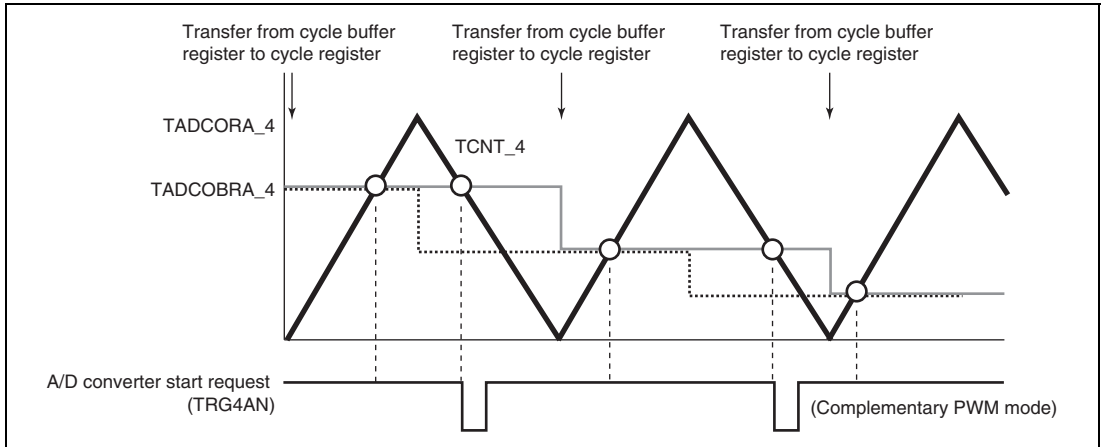 Transfer from cycle buffer
register to cycle register
Transfer from cycle buffer
register to cycle register
Transfer from cycle buffer
register to cycle register
TADCORA_4
TCNT_4
TADCOBRA_4
A/D converter start request
(TRG4AN)
(Complementary PWM mode)